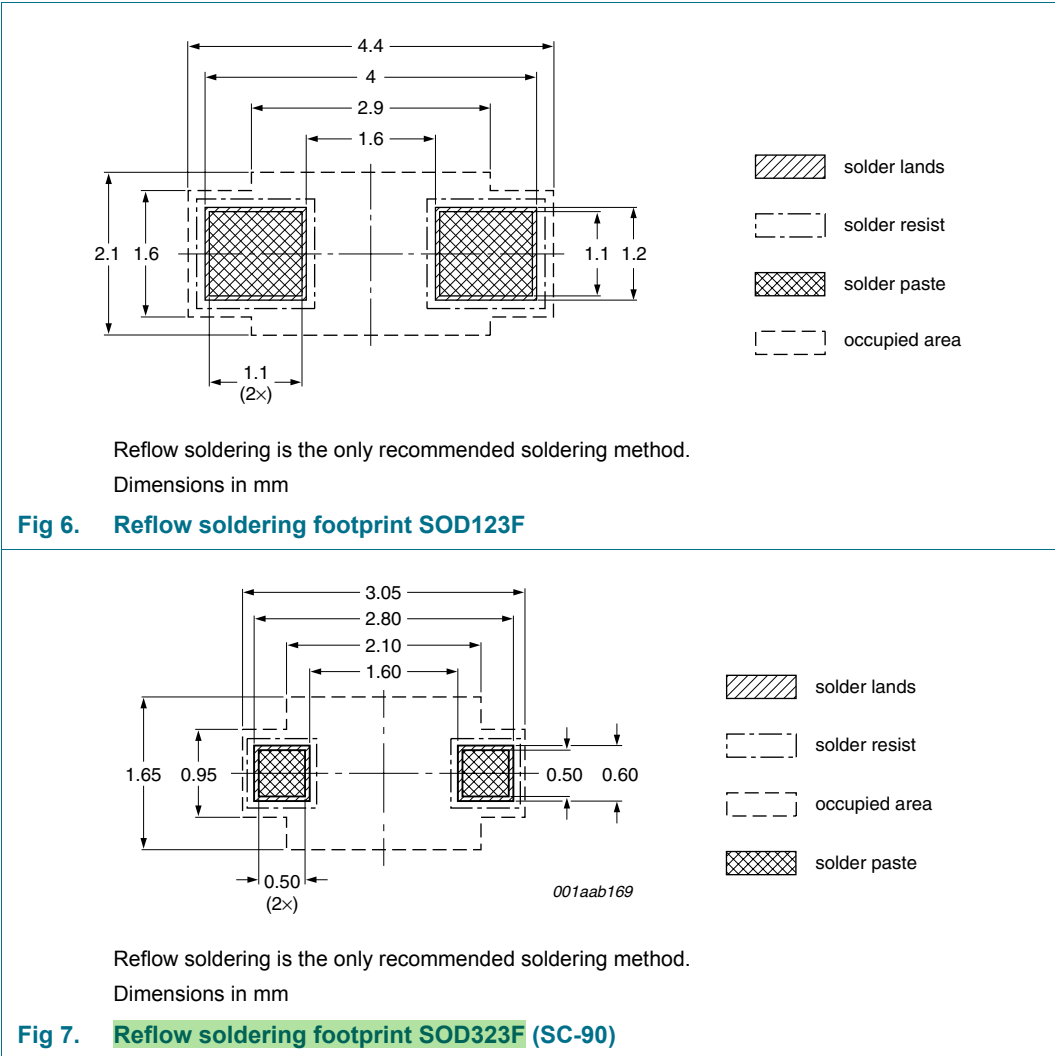 4.4
4
2.9
1.6
2.1 1.6
1.1 1.2
1.1
(2×)
solder lands
solder resist
solder paste
occupied area
Reflow soldering is the only recommended soldering method.
Dimensions in mm
Fig 6. Reflow soldering footprint SOD123F
3.05
2.80
2.10
1.60
1.65 0.95
0.50 0.60
0.50
(2×)
001aab169
solder lands
solder resist
occupied area
solder paste
Reflow soldering is the only recommended soldering method.
Dimensions in mm
Fig 7. Reflow soldering footprint SOD323F (SC-90)